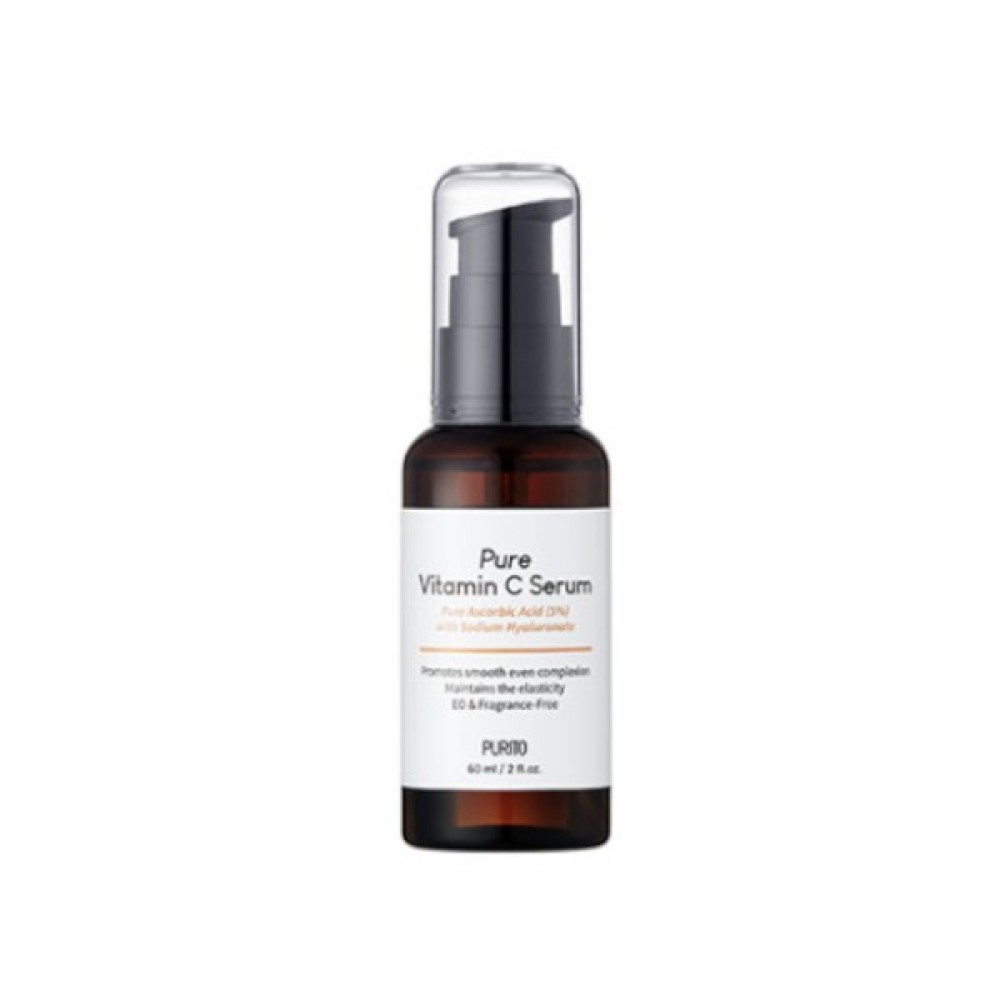 Pure
Vitamin C Serum
Pure Ascorbic Acid (5%)
with Sodium Hyaluronate
Promotes smooth even complexion
Maintains the elasticity
EO & Fragrance-Free
PURITO
60 ml / 2 fl.oz.